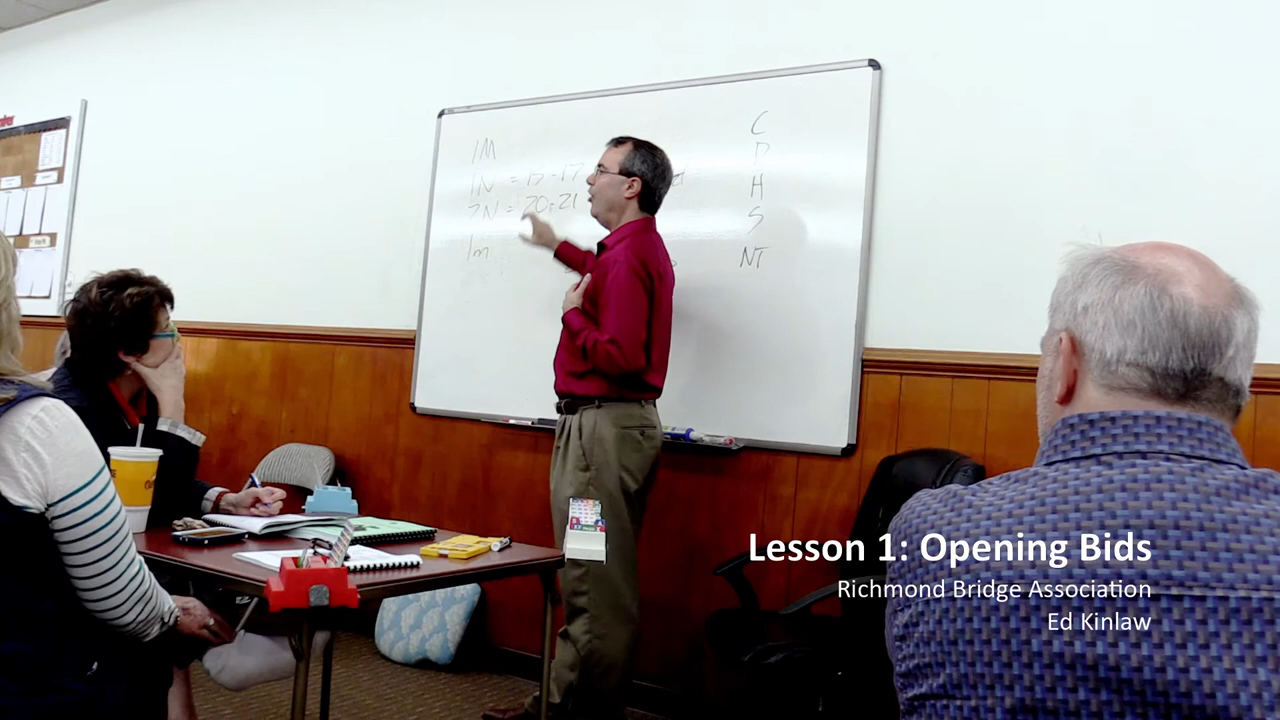 1M
1N = 15-17
2N = 20-21
1m
C
D
H
S
NT
Lesson 1: Opening Bids
Richmond Bridge Association
Ed Kinlaw